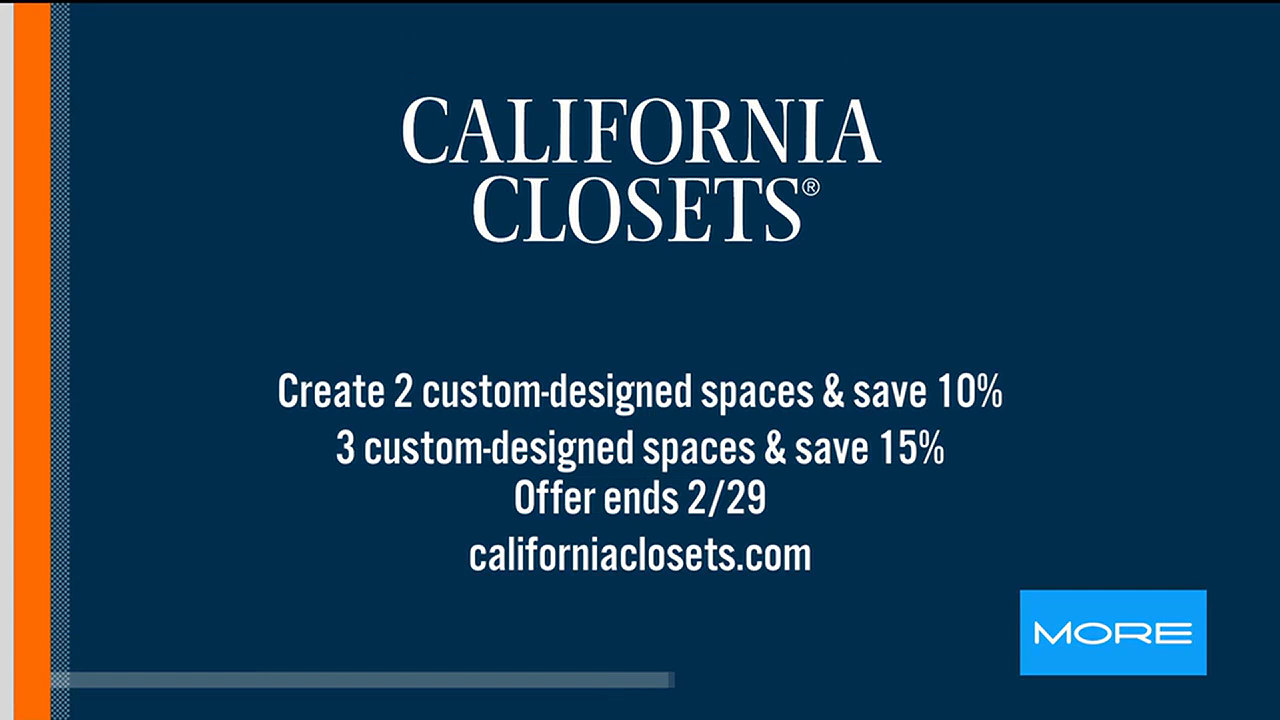 CALIFORNIA
CLOSETS®
Create 2 custom-designed spaces & save 10%
3 custom-designed spaces & save 15%
Offer ends 2/29
californiaclosets.com
MORE